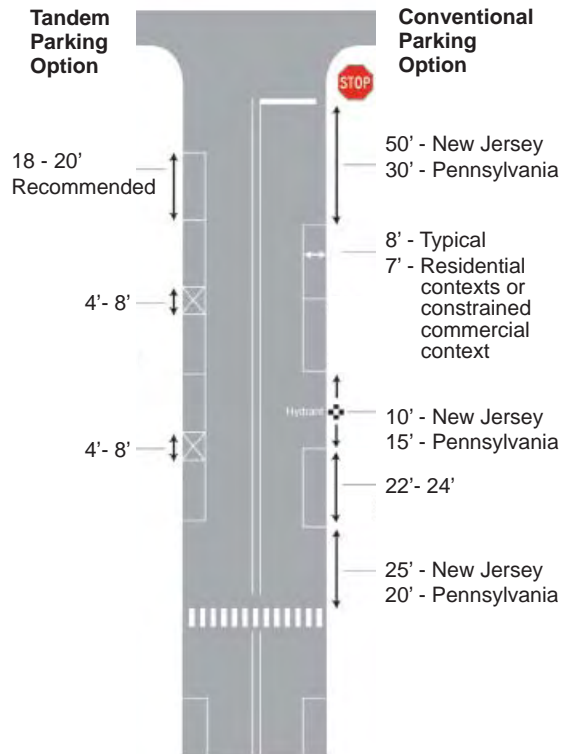 Tandem
Parking
Option
Conventional
Parking
Option
STOP
18 - 20’
Recommended
50’ - New Jersey
30’ - Pennsylvania
8’ - Typical
7’ - Residential
contexts or
constrained
commercial
context
4’- 8’
Hydrant
10’ - New Jersey
15’ - Pennsylvania
4’- 8’
22’- 24’
25’ - New Jersey
20’ - Pennsylvania